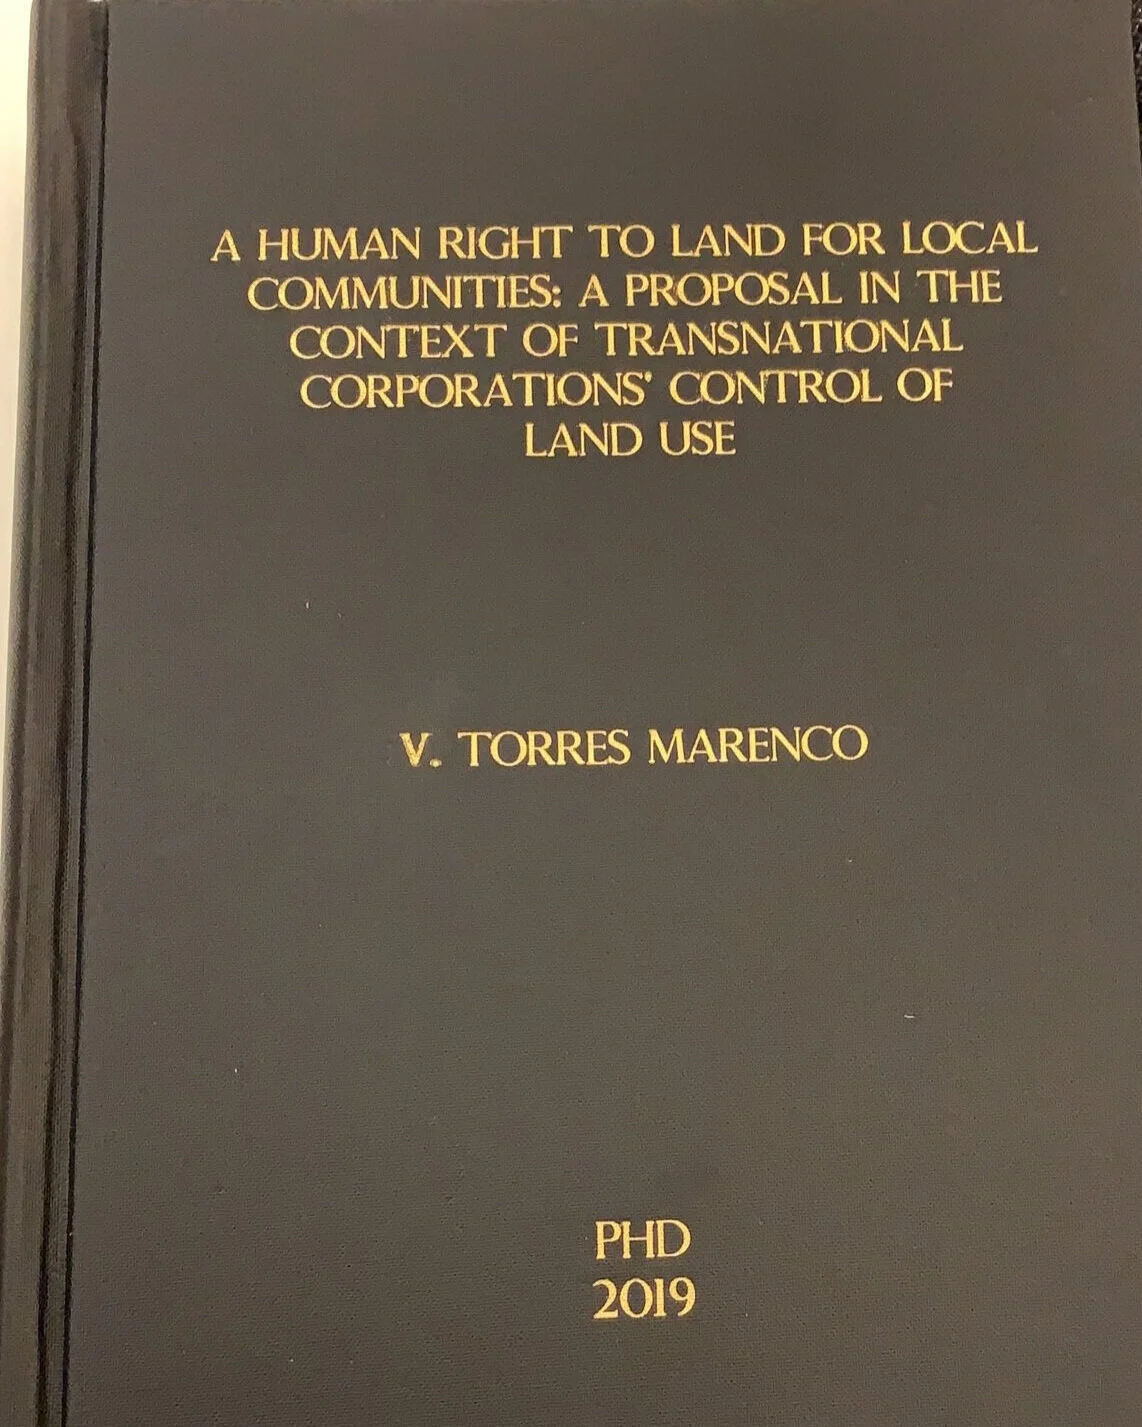 A HUMAN RIGHT TO LAND FOR LOCAL
COMMUNITIES: A PROPOSAL IN THE
CONTEXT OF TRANSNATIONAL
CORPORATIONS' CONTROL OF
LAND USE
V. TORRES MARENCO
PHD
2019